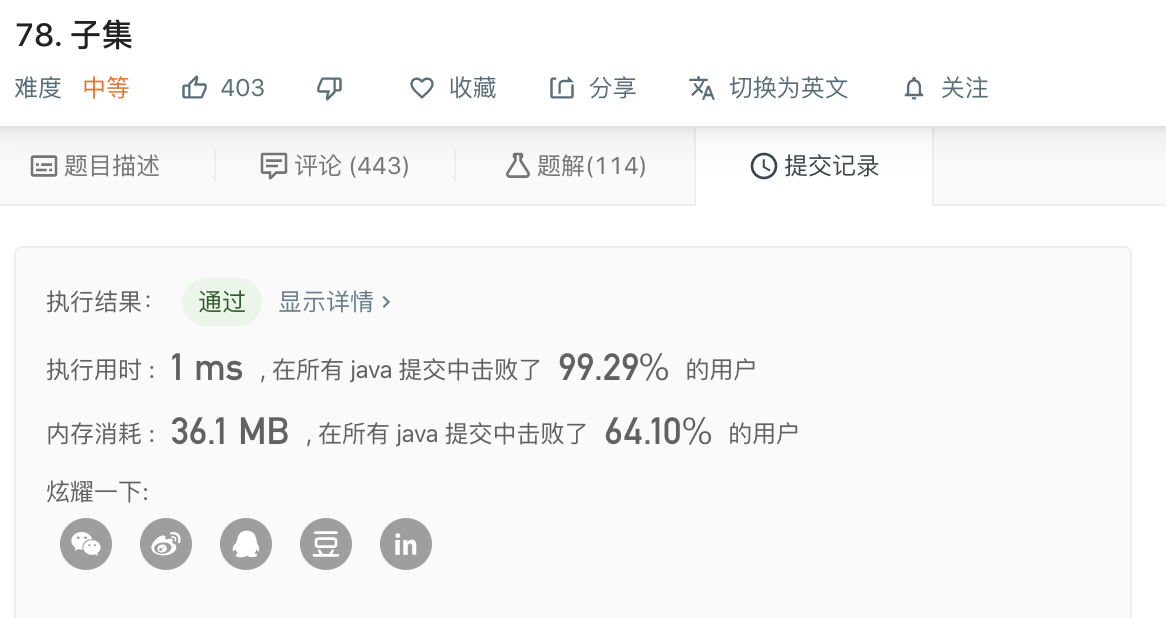 78. 子集
难度 中等 403 收藏 分享 切换为英文 关注
题目描述 评论 (443) 题解(114) 提交记录
执行结果： 通过 显示详情 ›
执行用时 : 1 ms , 在所有 java 提交中击败了 99.29% 的用户
内存消耗 : 36.1 MB , 在所有 java 提交中击败了 64.10% 的用户
炫耀一下:
豆 in